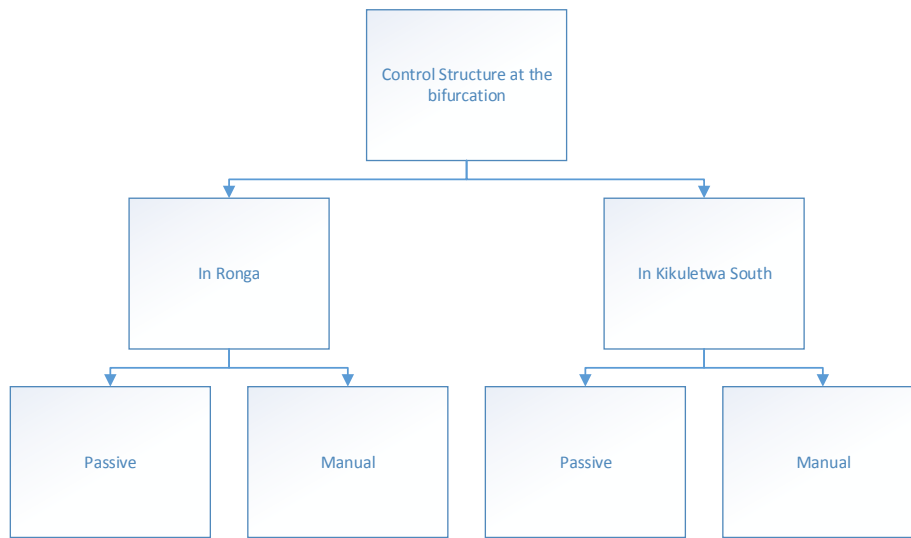 Control Structure at the
bifurcation
In Ronga
In Kikuletwa South
Passive
Manual
Passive
Manual